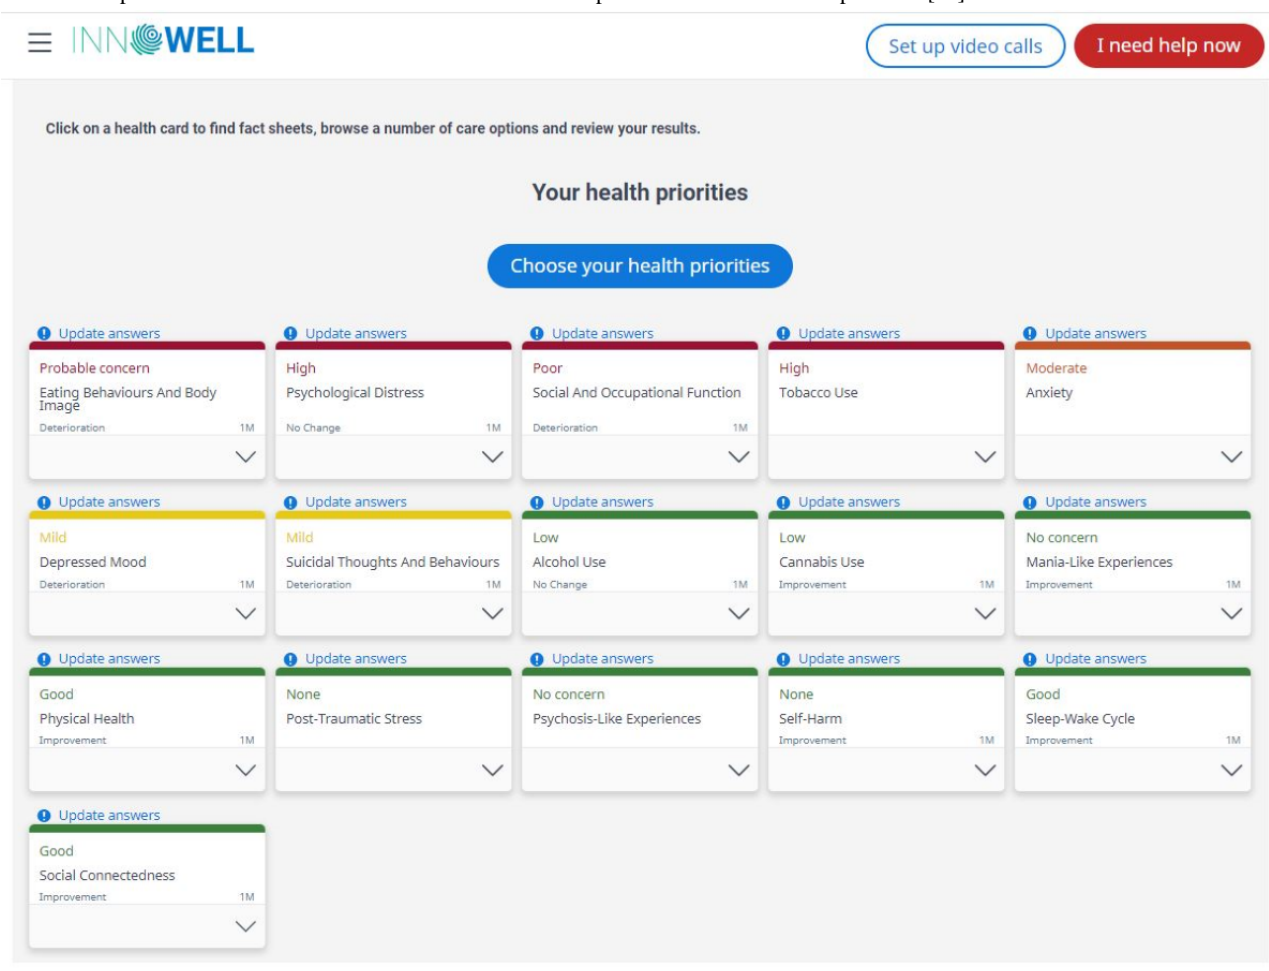 INNOWELL
Set up video calls
I need help now
Click on a health card to find fact sheets, browse a number of care options and review your results.
Your health priorities
Choose your health priorities
Update answers
Probable concern
Eating Behaviours And Body
Image
Deterioration 1M
Update answers
High
Psychological Distress
No Change 1M
Update answers
Poor
Social And Occupational Function
Deterioration 1M
Update answers
High
Tobacco Use
Update answers
Moderate
Anxiety
Update answers
Mild
Depressed Mood
Deterioration 1M
Update answers
Mild
Suicidal Thoughts And Behaviours
Deterioration 1M
Update answers
Low
Alcohol Use
No Change 1M
Update answers
Low
Cannabis Use
Improvement 1M
Update answers
No concern
Mania-Like Experiences
Improvement 1M
Update answers
Good
Physical Health
Improvement 1M
Update answers
None
Post-Traumatic Stress
Update answers
No concern
Psychosis-Like Experiences
Update answers
None
Self-Harm
Improvement 1M
Update answers
Good
Sleep-Wake Cycle
Improvement 1M
Update answers
Good
Social Connectedness
Improvement 1M